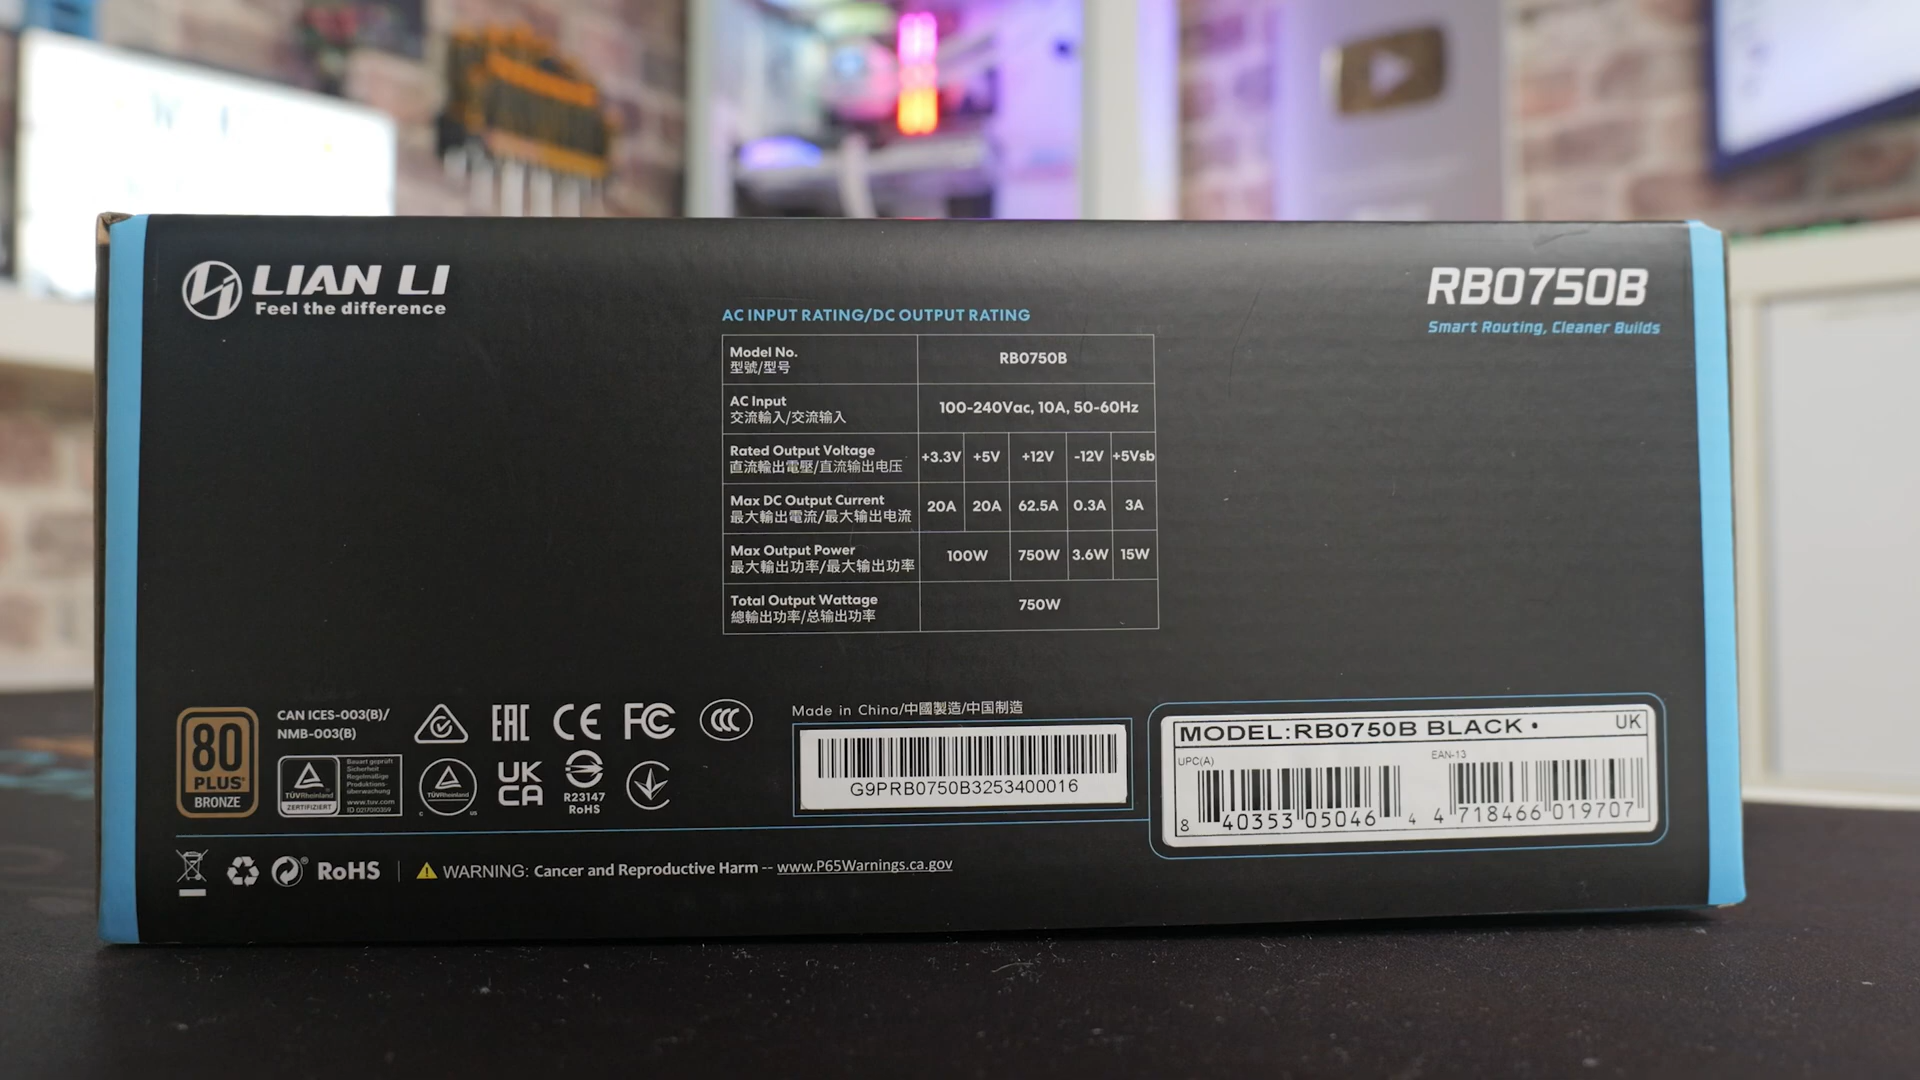 LIAN LI
Feel the difference
RB0750B
Smart Routing, Cleaner Builds
AC INPUT RATING/DC OUTPUT RATING
Model No. RB0750B
型號/型号
AC Input 100-240Vac, 10A, 50-60Hz
交流輸入/交流输入
Rated Output Voltage +3.3V +5V +12V -12V +5Vsb
直流輸出電壓/直流输出电压
Max DC Output Current 20A 20A 62.5A 0.3A 3A
最大輸出電流/最大输出电流
Max Output Power 100W 750W 3.6W 15W
最大輸出功率/最大输出功率
Total Output Wattage 750W
總輸出功率/总输出功率
80
PLUS
BRONZE
CAN ICES-003(B)/
NMB-003(B)
EAC
CE
FC
CCC
TÜVRheinland
ZERTIFIZIERT
Bauart geprüft
Sicherheit
Regelmäßige
Produktions-
überwachung
www.tuv.com
TÜVRheinland
c us
UK
CA
R23147
RoHS
Made in China/中國製造/中国制造
G9PRB0750B3253400016
MODEL:RB0750B BLACK • UK
UPC(A) EAN-13
8 40353 05046 4 4 718466 019707
RoHS
WARNING: Cancer and Reproductive Harm -- www.P65Warnings.ca.gov